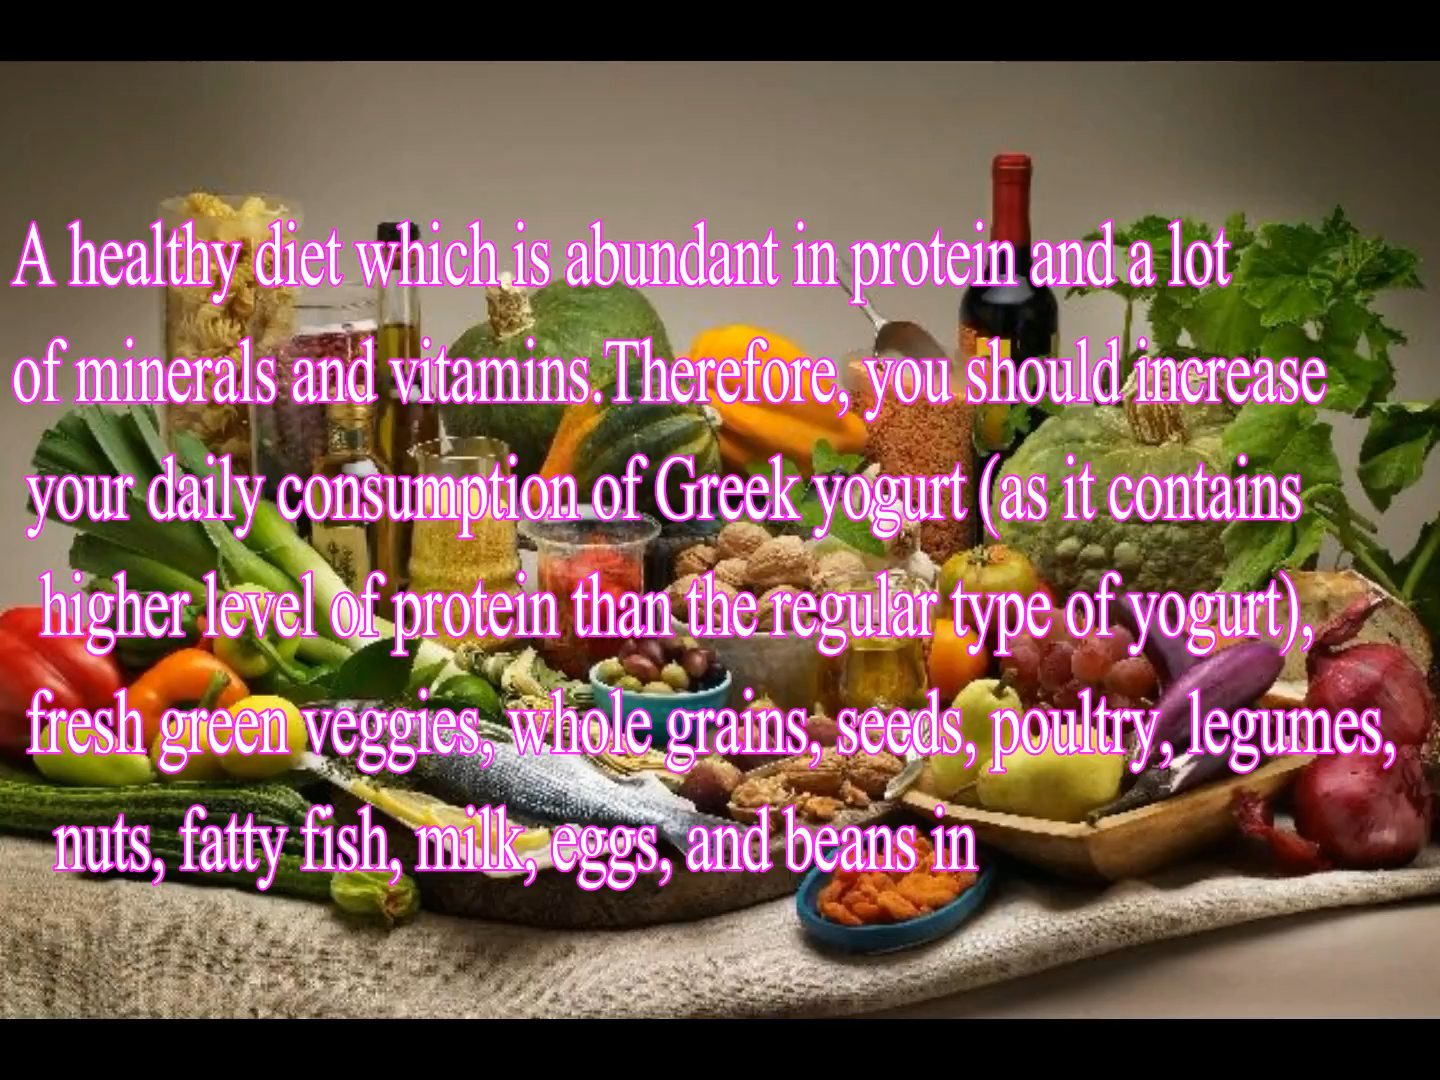 A healthy diet which is abundant in protein and a lot
of minerals and vitamins.Therefore, you should increase
your daily consumption of Greek yogurt (as it contains
higher level of protein than the regular type of yogurt),
fresh green veggies, whole grains, seeds, poultry, legumes,
nuts, fatty fish, milk, eggs, and beans in